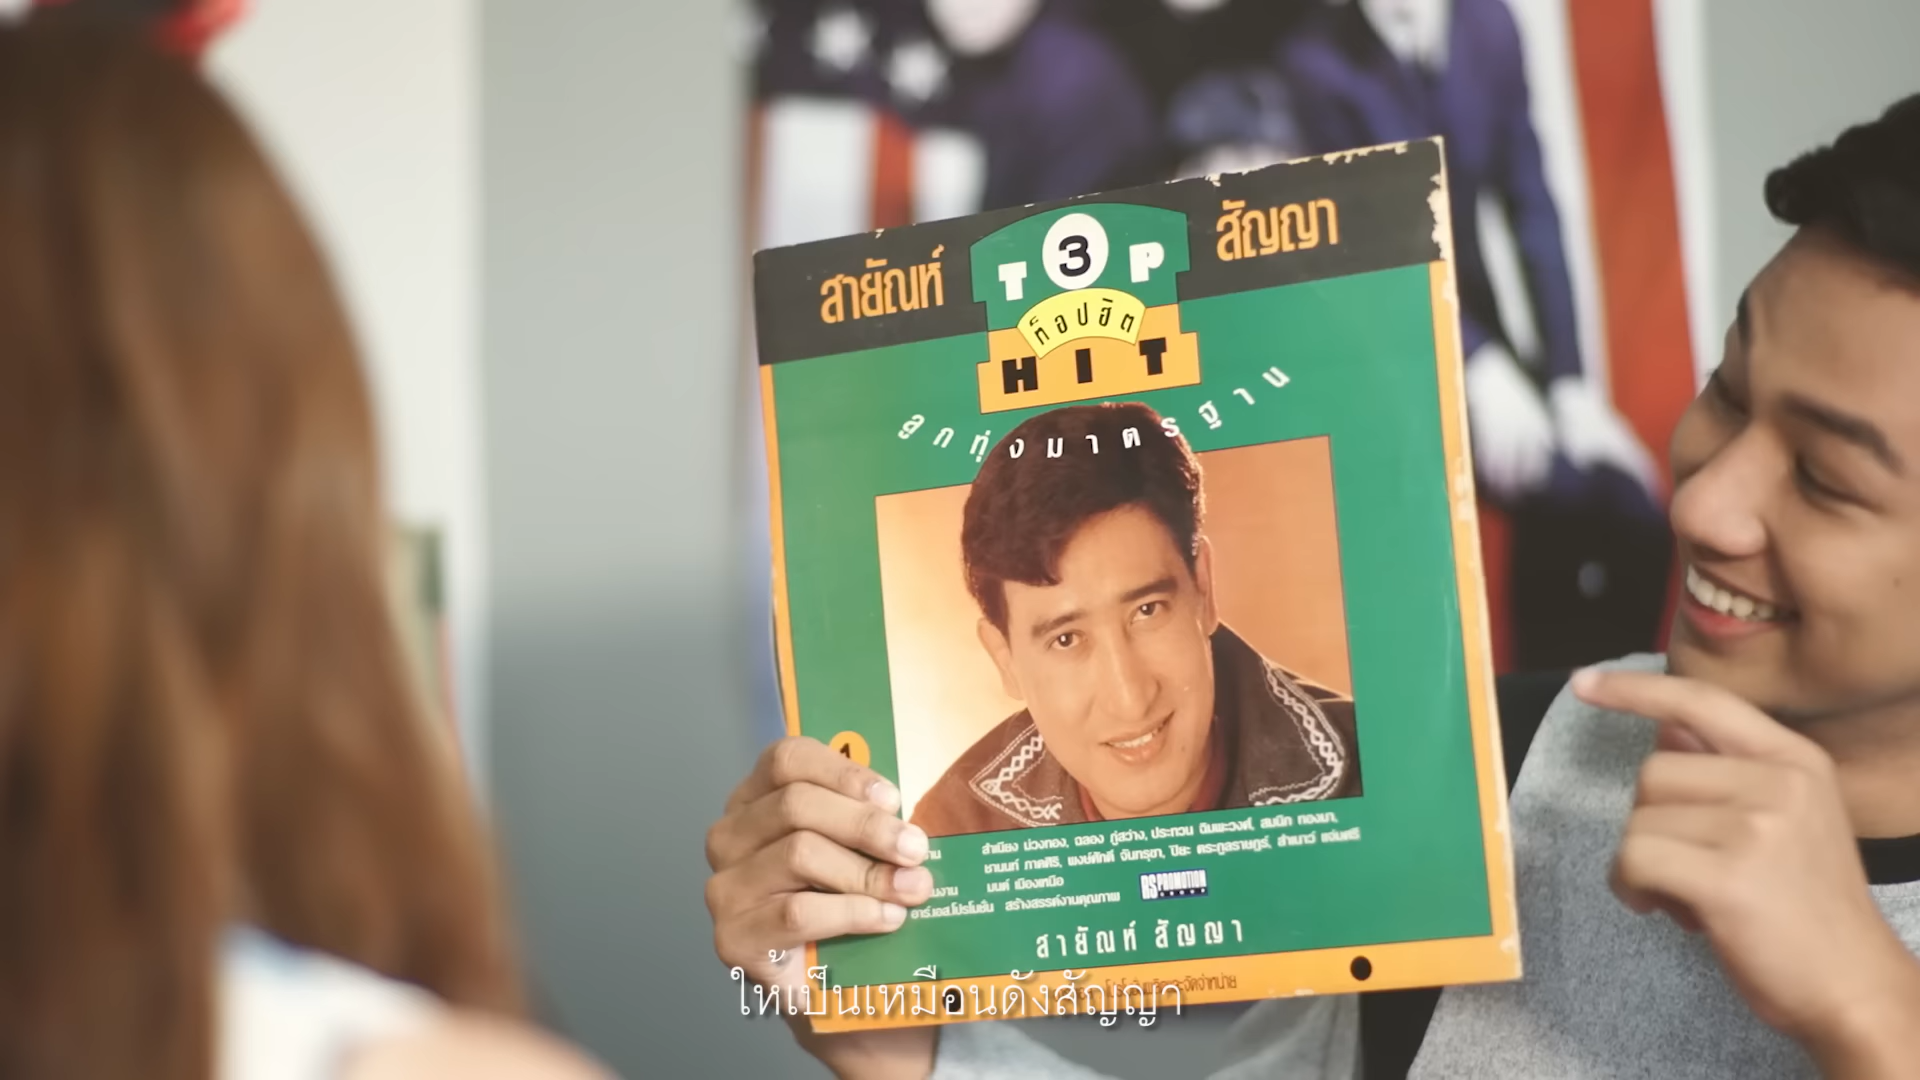 สายัณห์
สัญญา
3
T P
ท็อปฮิต
HIT
ลูกทุ่งมาตรฐาน
1
สำเนียง ม่วงทอง, ฉลอง ภู่สว่าง, ประทวน ฉิมพะวงศ์, สมนึก ทองมา,
ชานนท์ ภาคศิริ, พงษ์ศักดิ์ จันทรุขา, ปิยะ ตระกูลราษฎร์, สำเนาว์ แจ่มศรี
มนต์ เมืองเหนือ
อาร์.เอส.โปรโมชั่น สร้างสรรค์งานคุณภาพ
RS PROMOTION
สายัณห์ สัญญา
ให้เป็นเหมือนดังสัญญา